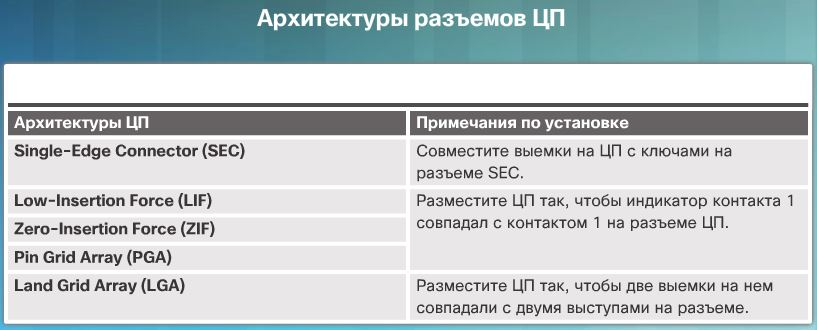 Архитектуры разъемов ЦП
Архитектуры ЦП
Примечания по установке
Single-Edge Connector (SEC)
Совместите выемки на ЦП с ключами на
разъеме SEC.
Low-Insertion Force (LIF)
Zero-Insertion Force (ZIF)
Pin Grid Array (PGA)
Разместите ЦП так, чтобы индикатор контакта 1
совпадал с контактом 1 на разъеме ЦП.
Land Grid Array (LGA)
Разместите ЦП так, чтобы две выемки на нем
совпадали с двумя выступами на разъеме.